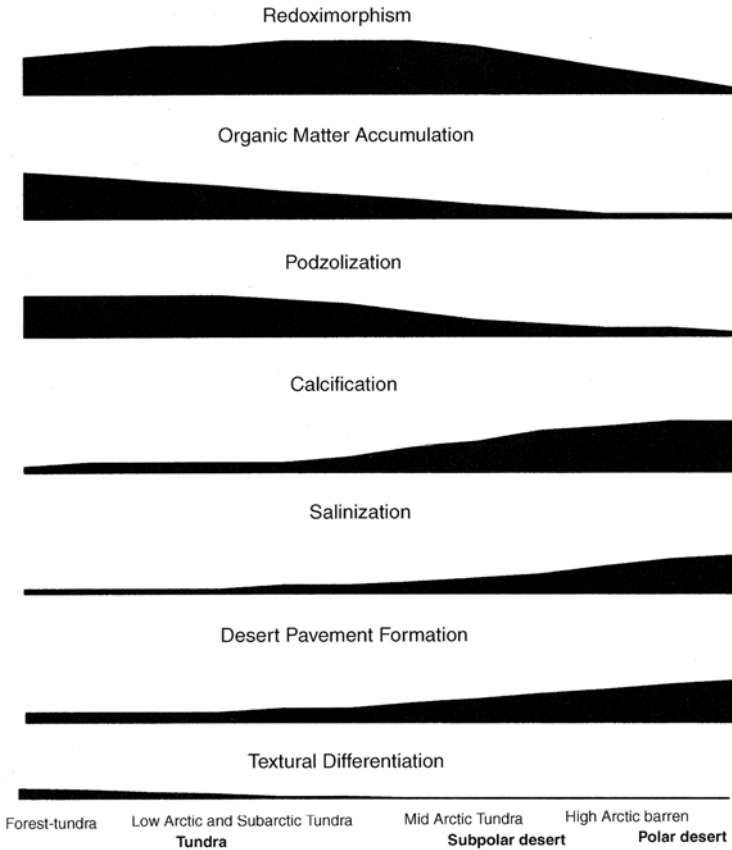 Redoximorphism
Organic Matter Accumulation
Podzolization
Calcification
Salinization
Desert Pavement Formation
Textural Differentiation
Forest-tundra
Low Arctic and Subarctic Tundra
Mid Arctic Tundra
High Arctic barren
Tundra
Subpolar desert
Polar desert